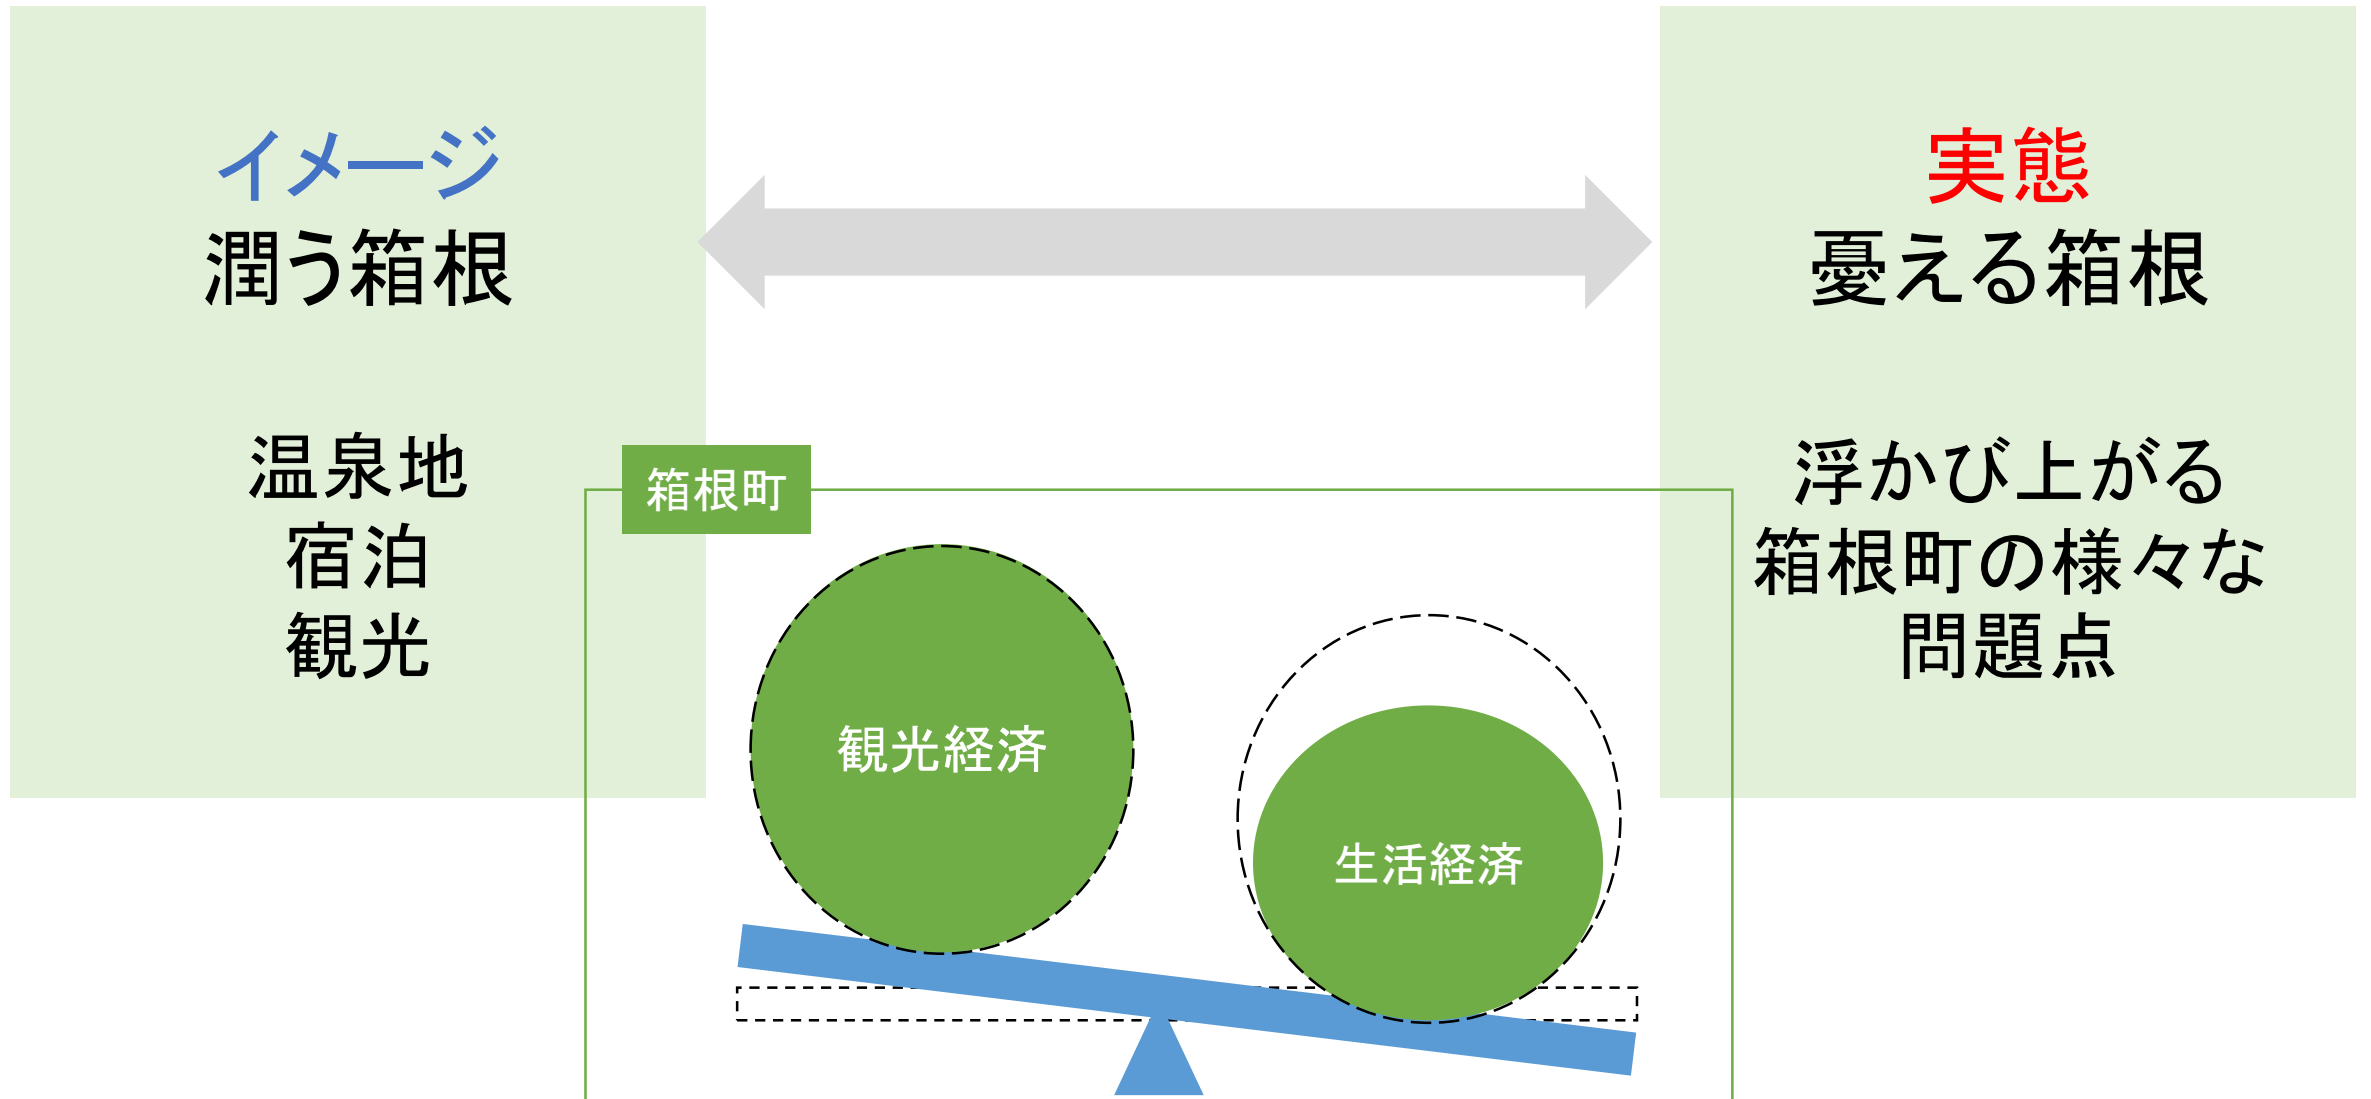 イメージ
潤う箱根
温泉地
宿泊
観光
実態
憂える箱根
浮かび上がる
箱根町の様々な
問題点
箱根町
観光経済
生活経済